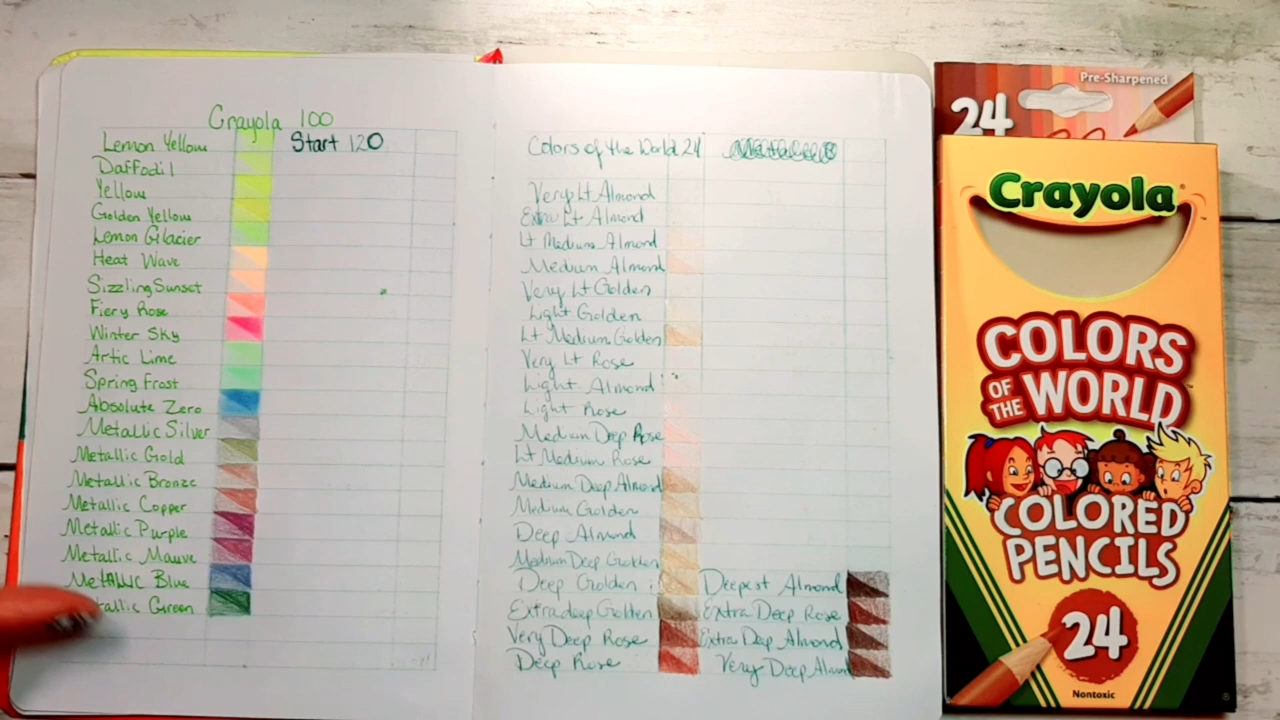 Crayola 100
Lemon Yellow Start 120
Daffodil
Yellow
Golden Yellow
Lemon Glacier
Heat Wave
Sizzling Sunset
Fiery Rose
Winter Sky
Artic Lime
Spring Frost
Absolute Zero
Metallic Silver
Metallic Gold
Metallic Bronze
Metallic Copper
Metallic Purple
Metallic Mauve
Metallic Blue
tallic Green
Colors of the World 24
Very Lt Almond
Extra Lt Almond
Lt Medium Almond
Medium Almond
Very Lt Golden
Light Golden
Lt Medium Golden
Very Lt Rose
Light Almond
Light Rose
Medium Deep Rose
Lt Medium Rose
Medium Deep Almond
Medium Golden
Deep Almond
Medium Deep Golden
Deep Golden Deepest Almond
Extra deep Golden Extra Deep Rose
Very Deep Rose Extra Deep Almond
Deep Rose Very Deep Almond
Pre-Sharpened
24
Crayola
COLORS
OF THE WORLD
COLORED
PENCILS
24
Nontoxic